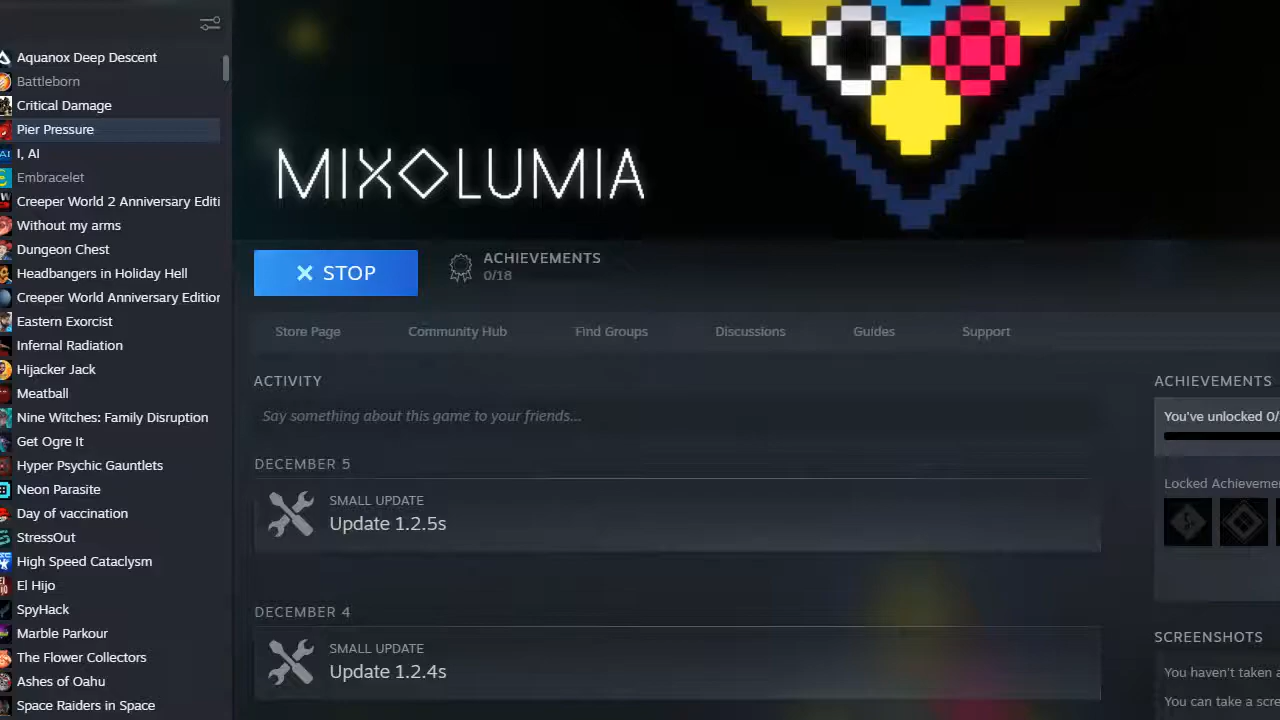 Aquanox Deep Descent
Battleborn
Critical Damage
Pier Pressure
I, AI
Embracelet
Creeper World 2 Anniversary Editi
Without my arms
Dungeon Chest
Headbangers in Holiday Hell
Creeper World Anniversary Edition
Eastern Exorcist
Infernal Radiation
Hijacker Jack
Meatball
Nine Witches: Family Disruption
Get Ogre It
Hyper Psychic Gauntlets
Neon Parasite
Day of vaccination
StressOut
High Speed Cataclysm
El Hijo
SpyHack
Marble Parkour
The Flower Collectors
Ashes of Oahu
Space Raiders in Space
MIXOLUMIA
STOP
ACHIEVEMENTS
0/18
Store Page
Community Hub
Find Groups
Discussions
Guides
Support
ACTIVITY
Say something about this game to your friends...
DECEMBER 5
SMALL UPDATE
Update 1.2.5s
DECEMBER 4
SMALL UPDATE
Update 1.2.4s
ACHIEVEMENTS
You've unlocked 0/
Locked Achievemen
SCREENSHOTS
You haven't taken a
You can take a scre